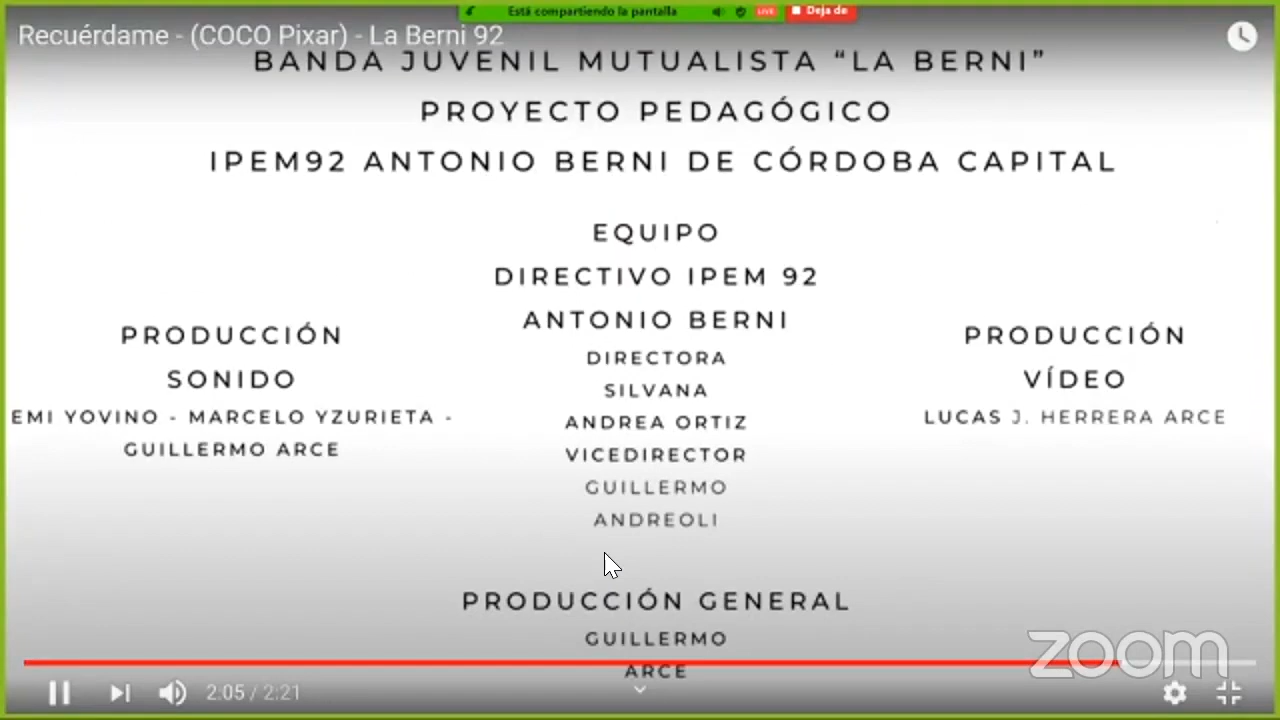 Está compartiendo la pantalla
LIVE
Deja de
Recuérdame - (COCO Pixar) - La Berni 92
BANDA JUVENIL MUTUALISTA “LA BERNI”
PROYECTO PEDAGÓGICO
IPEM92 ANTONIO BERNI DE CÓRDOBA CAPITAL
EQUIPO
DIRECTIVO IPEM 92
ANTONIO BERNI
DIRECTORA
SILVANA
ANDREA ORTIZ
VICEDIRECTOR
GUILLERMO
ANDREOLI
PRODUCCIÓN
SONIDO
EMI YOVINO - MARCELO YZURIETA -
GUILLERMO ARCE
PRODUCCIÓN
VÍDEO
LUCAS J. HERRERA ARCE
PRODUCCIÓN GENERAL
GUILLERMO
ARCE
zoom
2:05 / 2:21